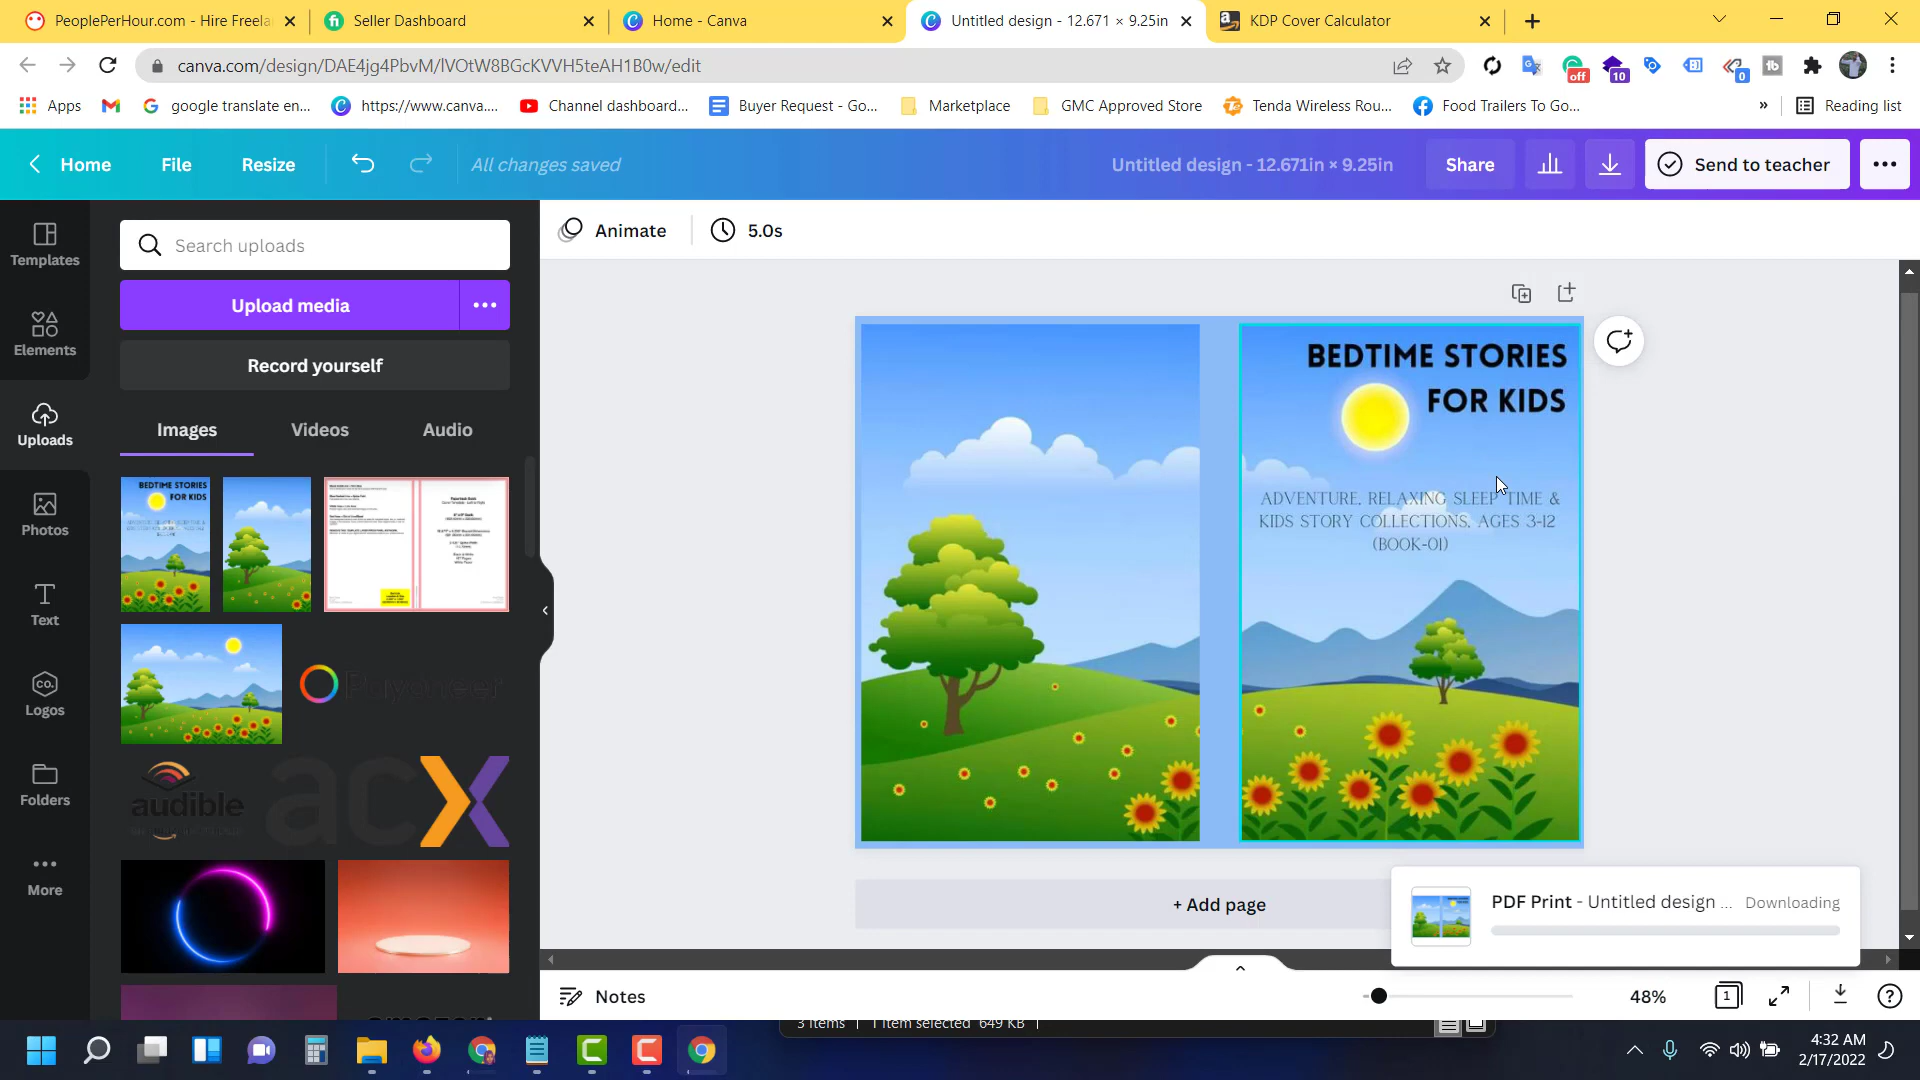 PeoplePerHour.com - Hire Freela
Seller Dashboard
Home - Canva
Untitled design - 12.671 × 9.25in
KDP Cover Calculator
canva.com/design/DAE4jg4PbvM/lVOtW8BGcKVVH5teAH1B0w/edit
off
10
0
Apps
google translate en...
https://www.canva....
Channel dashboard...
Buyer Request - Go...
Marketplace
GMC Approved Store
Tenda Wireless Rou...
Food Trailers To Go...
»
Reading list
Home
File
Resize
All changes saved
Untitled design - 12.671in × 9.25in
Share
Send to teacher
Templates
Elements
Uploads
Photos
Text
Logos
Folders
More
Search uploads
Upload media
Record yourself
Images
Videos
Audio
BEDTIME STORIES
FOR KIDS
Payoneer
audible
acx
Animate
5.0s
BEDTIME STORIES
FOR KIDS
ADVENTURE, RELAXING SLEEP TIME &
KIDS STORY COLLECTIONS, AGES 3-12
(BOOK-01)
+ Add page
PDF Print - Untitled design ...
Downloading
Notes
48%
1
3 items
1 item selected 649 KB
4:32 AM
2/17/2022